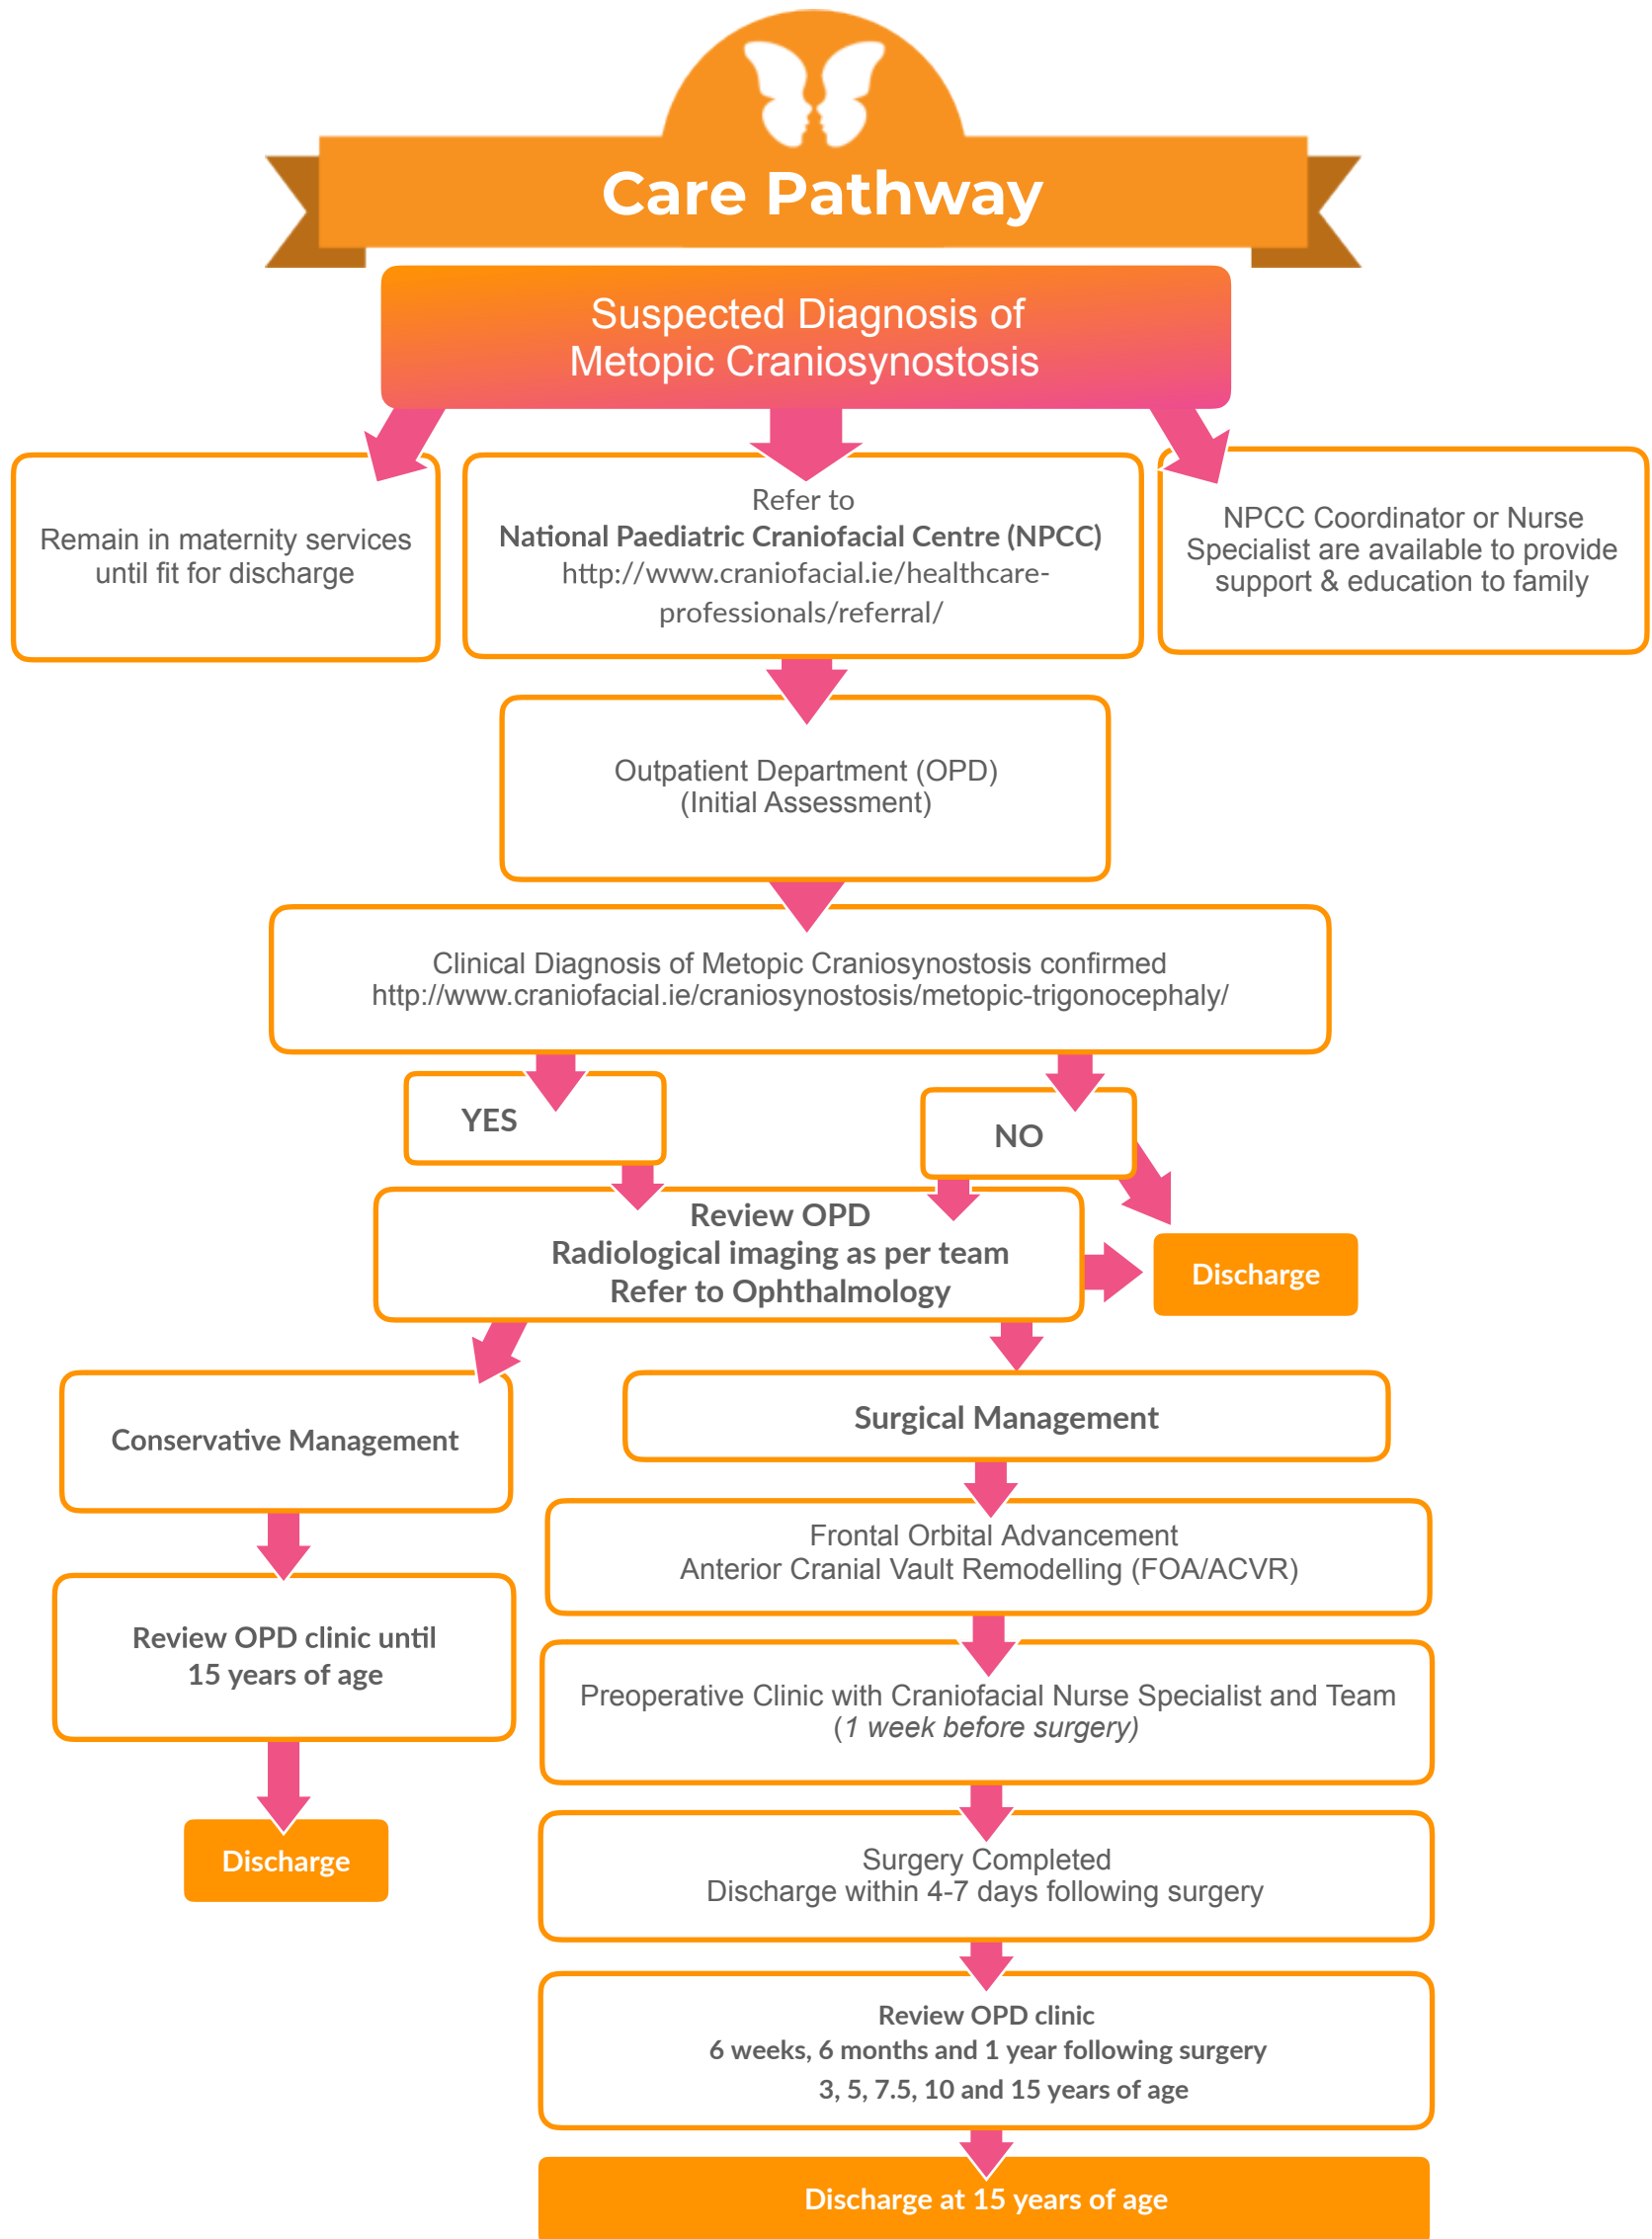 Care Pathway
Suspected Diagnosis of
Metopic Craniosynostosis
Remain in maternity services
until fit for discharge
Refer to
National Paediatric Craniofacial Centre (NPCC)
http://www.craniofacial.ie/healthcare-
professionals/referral/
NPCC Coordinator or Nurse
Specialist are available to provide
support & education to family
Outpatient Department (OPD)
(Initial Assessment)
Clinical Diagnosis of Metopic Craniosynostosis confirmed
http://www.craniofacial.ie/craniosynostosis/metopic-trigonocephaly/
YES
NO
Review OPD
Radiological imaging as per team
Refer to Ophthalmology
Discharge
Conservative Management
Review OPD clinic until
15 years of age
Discharge
Surgical Management
Frontal Orbital Advancement
Anterior Cranial Vault Remodelling (FOA/ACVR)
Preoperative Clinic with Craniofacial Nurse Specialist and Team
(1 week before surgery)
Surgery Completed
Discharge within 4-7 days following surgery
Review OPD clinic
6 weeks, 6 months and 1 year following surgery
3, 5, 7.5, 10 and 15 years of age
Discharge at 15 years of age